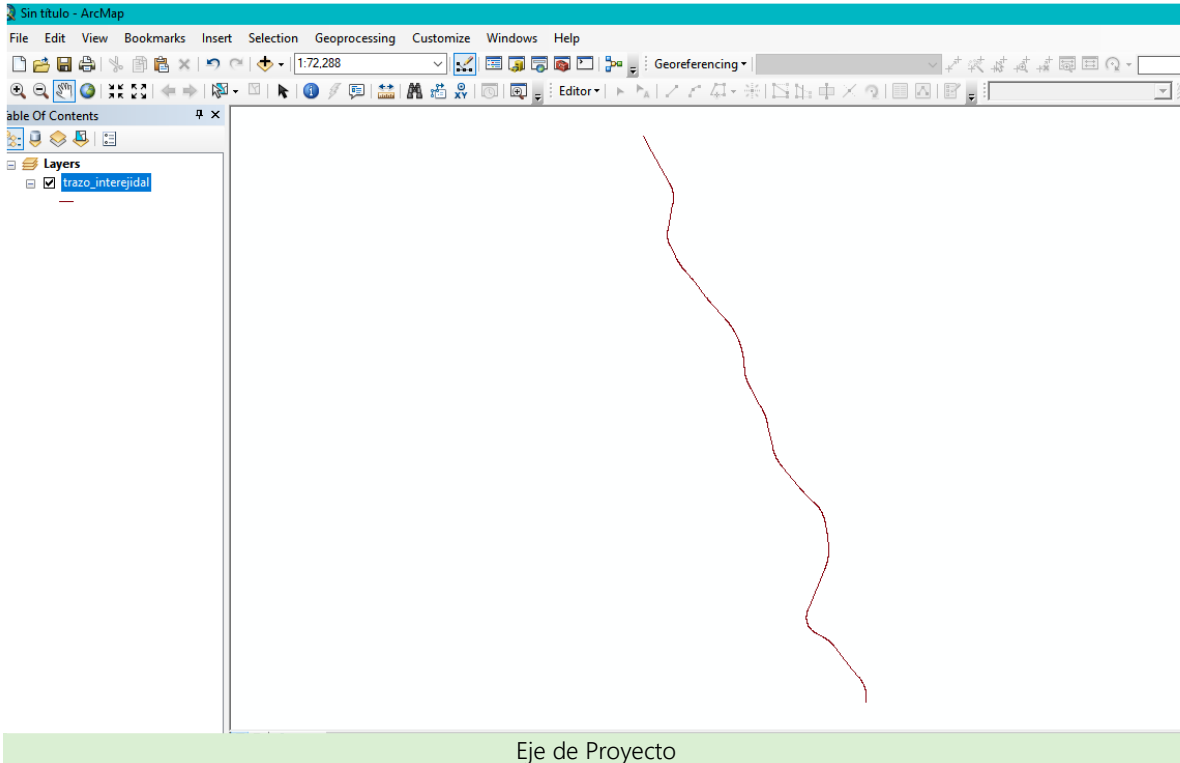 Sin título - ArcMap
File Edit View Bookmarks Insert Selection Geoprocessing Customize Windows Help
1:72,288
Georeferencing
Editor
able Of Contents
Layers
trazo_interejidal
Eje de Proyecto